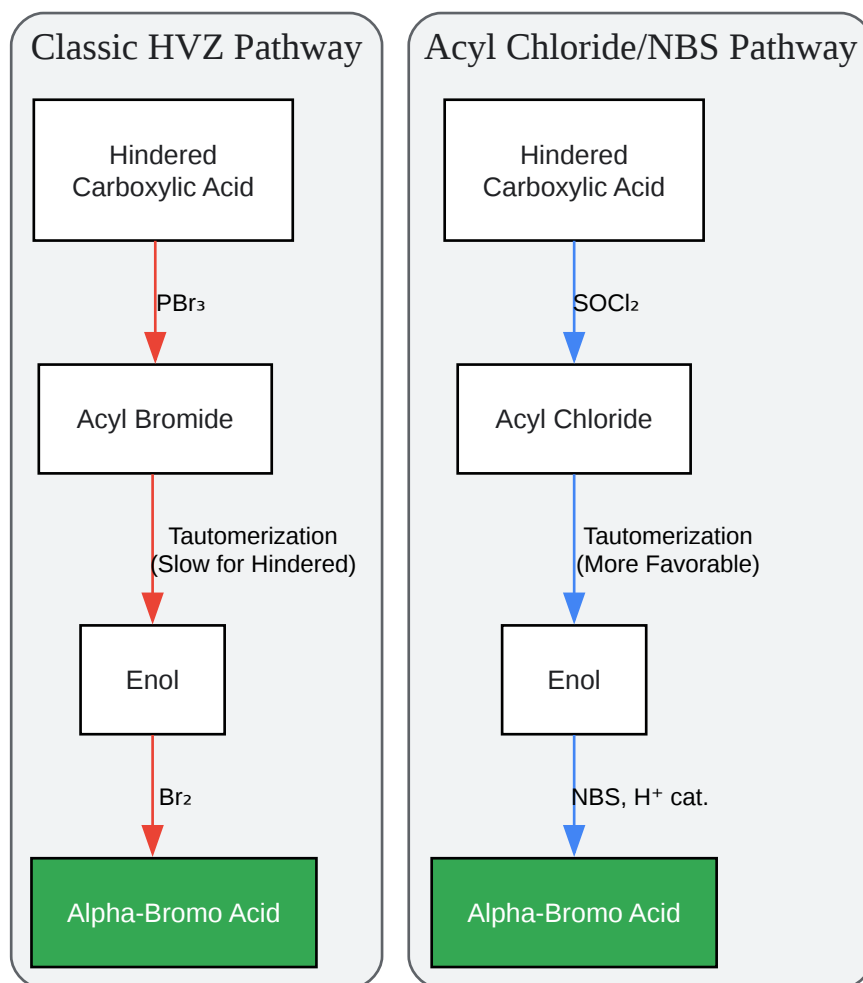 Classic HVZ Pathway
Hindered
Carboxylic Acid
PBr₃
Acyl Bromide
Tautomerization
(Slow for Hindered)
Enol
Br₂
Alpha-Bromo Acid
Acyl Chloride/NBS Pathway
Hindered
Carboxylic Acid
SOCl₂
Acyl Chloride
Tautomerization
(More Favorable)
Enol
NBS, H⁺ cat.
Alpha-Bromo Acid